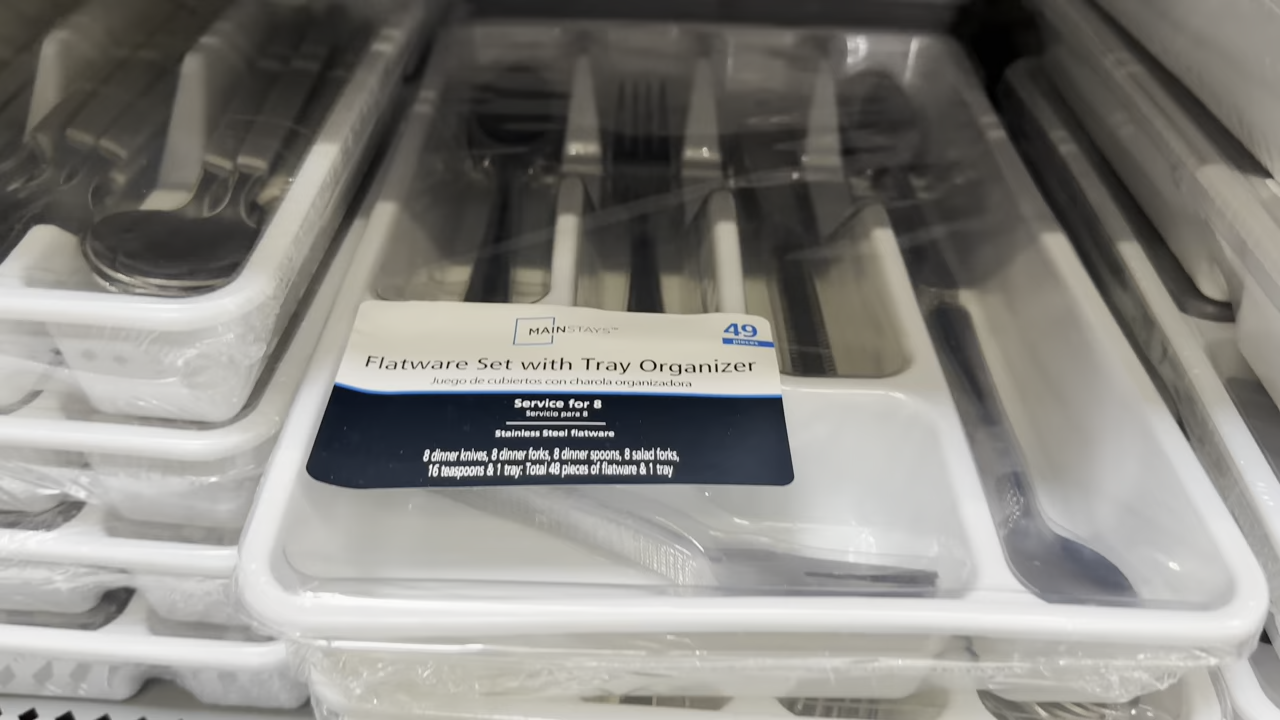 MAINSTAYS™
49
pieces
Flatware Set with Tray Organizer
Juego de cubiertos con charola organizadora
Service for 8
Servicio para 8
Stainless Steel flatware
8 dinner knives, 8 dinner forks, 8 dinner spoons, 8 salad forks,
16 teaspoons & 1 tray: Total 48 pieces of flatware & 1 tray